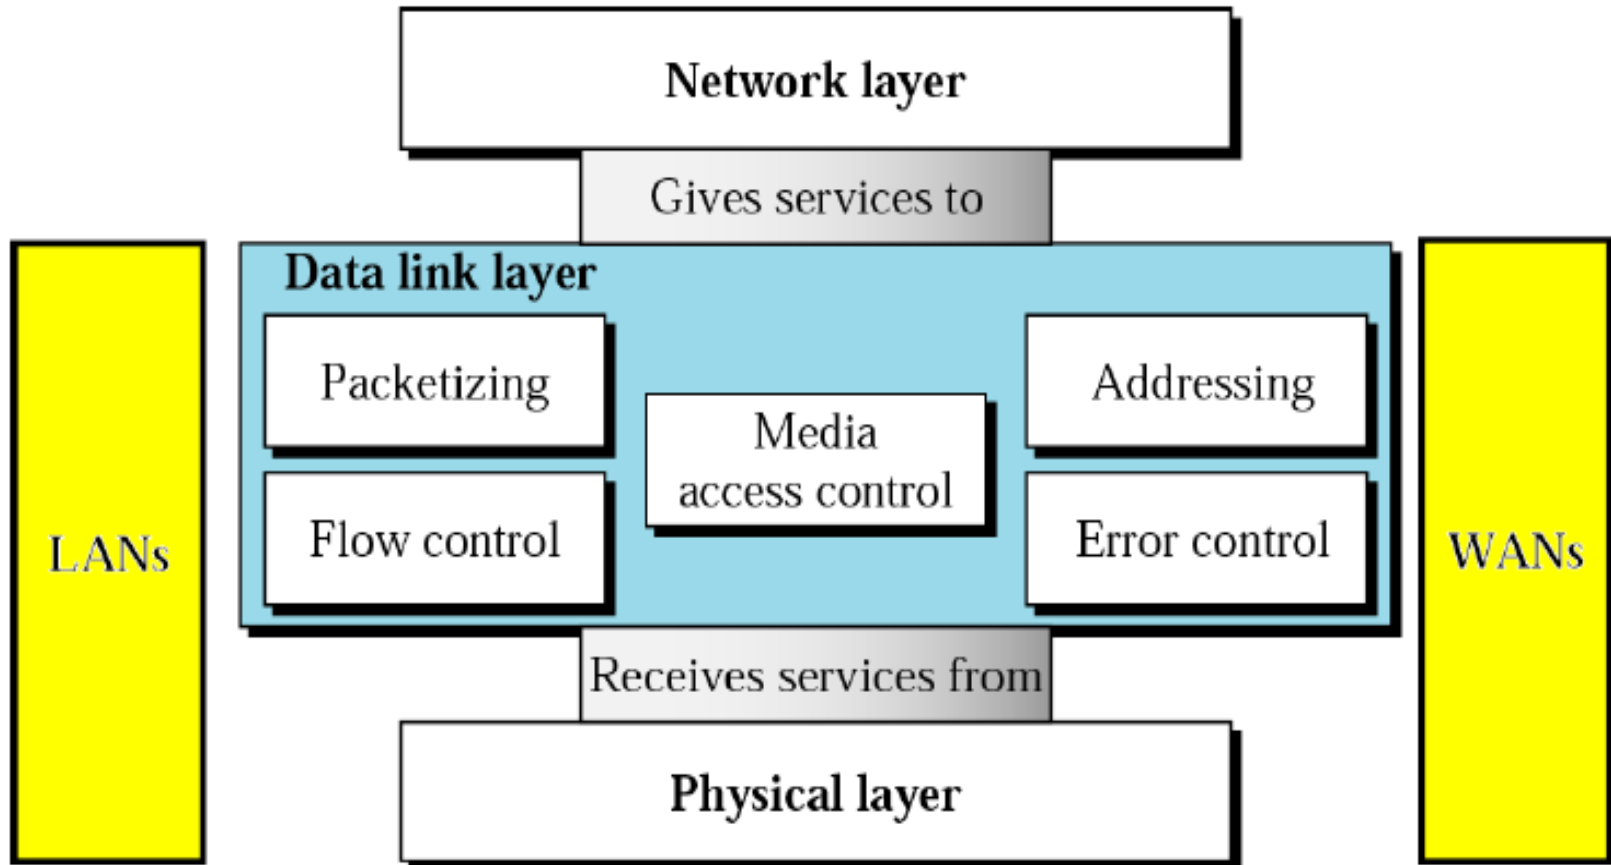 Network layer
Gives services to
Data link layer
Packetizing
Addressing
Media
access control
Flow control
Error control
LANs
WANs
Receives services from
Physical layer